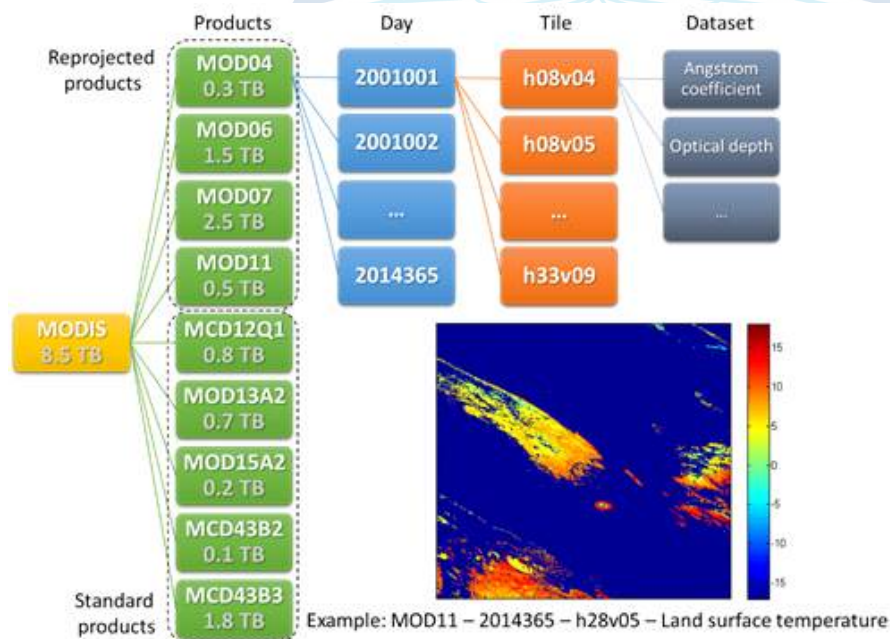 Products
Day
Tile
Dataset
Reprojected
products
MOD04
0.3 TB
MOD06
1.5 TB
MOD07
2.5 TB
MOD11
0.5 TB
MODIS
8.5 TB
MCD12Q1
0.8 TB
MOD13A2
0.7 TB
MOD15A2
0.2 TB
MCD43B2
0.1 TB
MCD43B3
1.8 TB
Standard
products
2001001
2001002
...
2014365
h08v04
h08v05
...
h33v09
Angstrom
coefficient
Optical depth
...
15
10
5
0
-5
-10
-15
Example: MOD11 – 2014365 – h28v05 – Land surface temperature